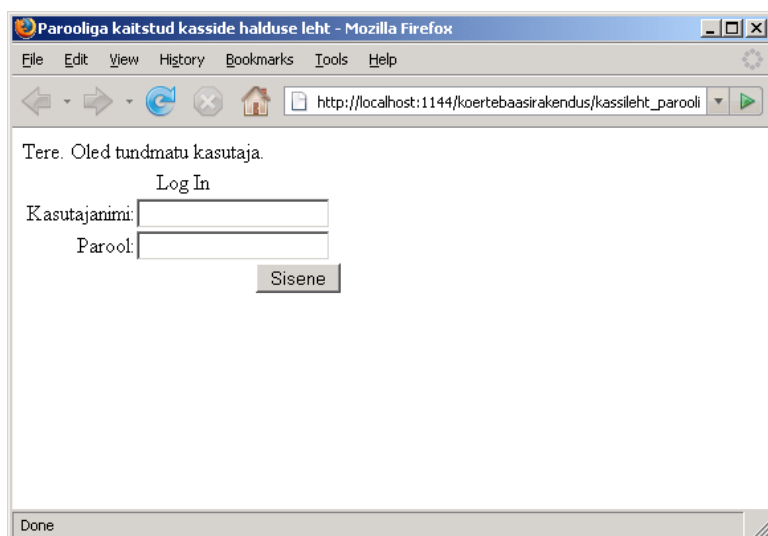 Parooliga kaitstud kasside halduse leht - Mozilla Firefox
File Edit View History Bookmarks Tools Help
http://localhost:1144/koertebaasirakendus/kassileht_parooli
Tere. Oled tundmatu kasutaja.
Log In
Kasutajanimi:
Parool:
Sisene
Done